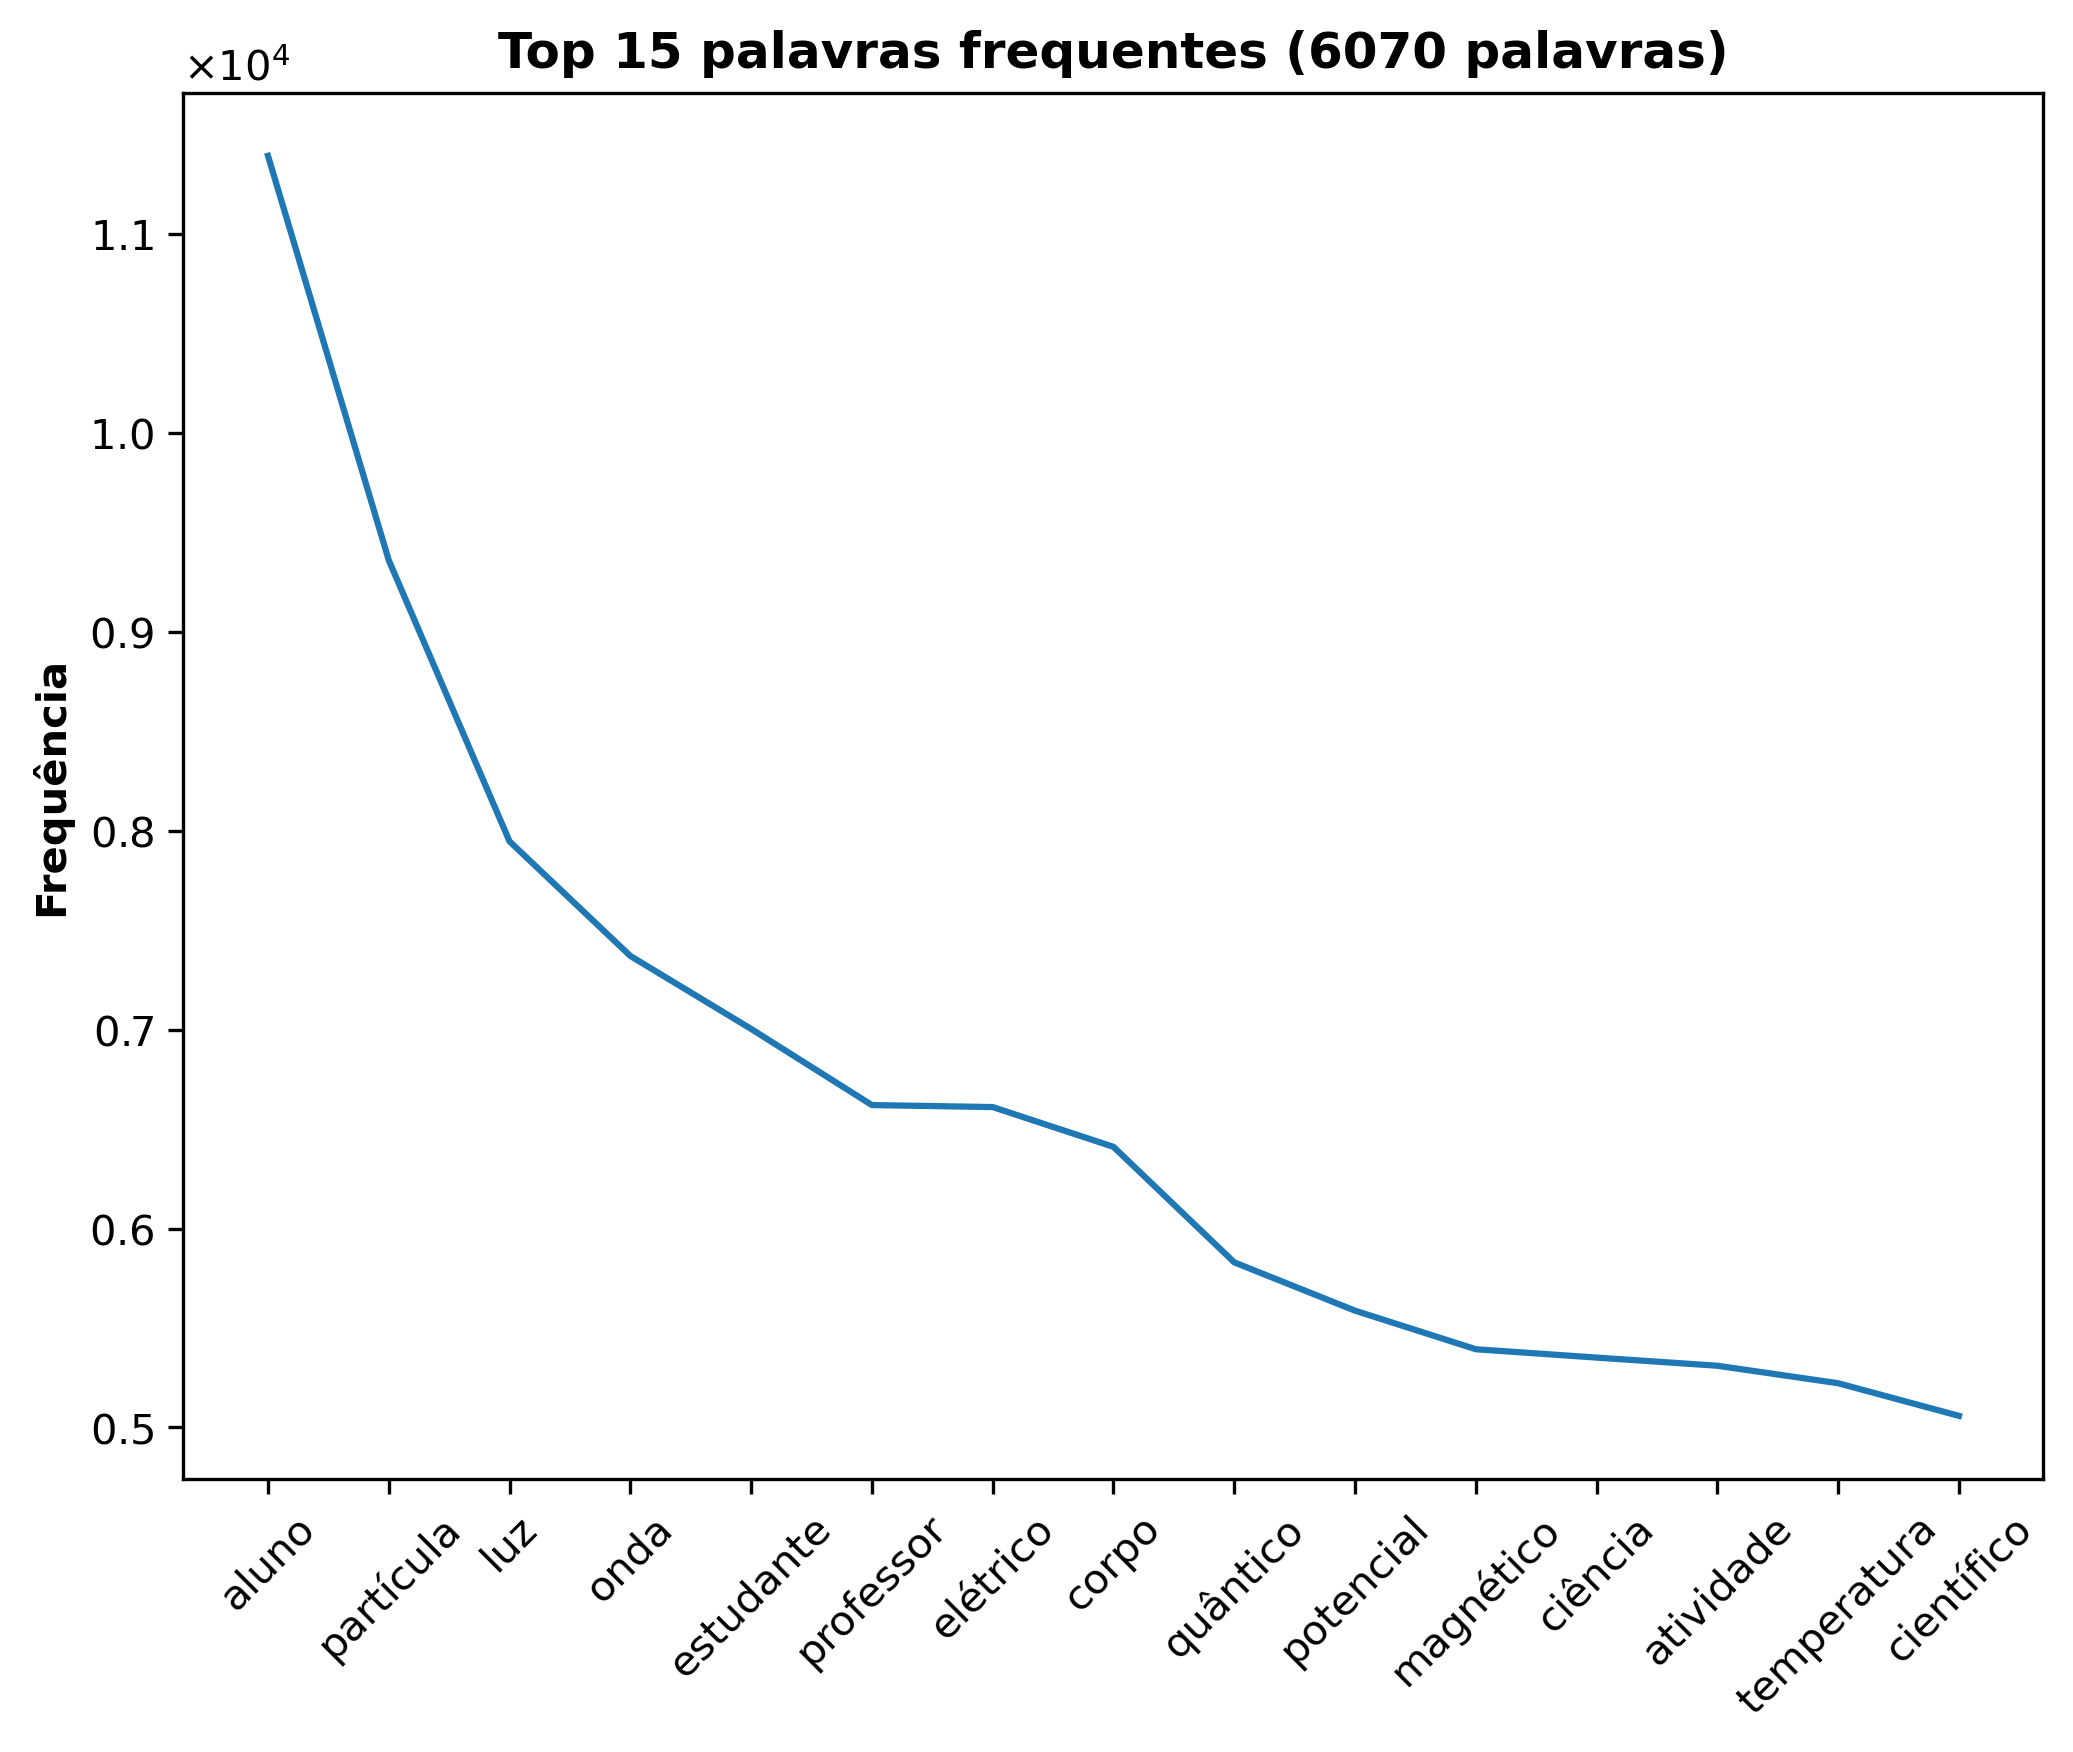 Top 15 palavras frequentes (6070 palavras)
×10⁴
Frequência
1.1
1.0
0.9
0.8
0.7
0.6
0.5
aluno
partícula
luz
onda
estudante
professor
elétrico
corpo
quântico
potencial
magnético
ciência
atividade
temperatura
científico